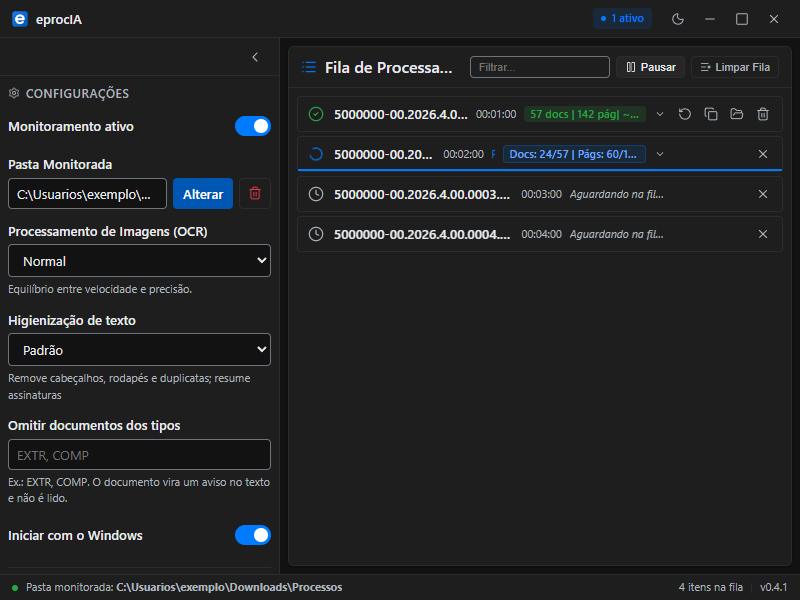 eprocIA
1 ativo
CONFIGURAÇÕES
Monitoramento ativo
Pasta Monitorada
C:\Usuarios\exemplo\...
Alterar
Processamento de Imagens (OCR)
Normal
Equilíbrio entre velocidade e precisão.
Higienização de texto
Padrão
Remove cabeçalhos, rodapés e duplicatas; resume
assinaturas
Omitir documentos dos tipos
EXTR, COMP
Ex.: EXTR, COMP. O documento vira um aviso no texto
e não é lido.
Iniciar com o Windows
Fila de Processa...
Filtrar...
Pausar
Limpar Fila
5000000-00.2026.4.0... 00:01:00 57 docs | 142 pág| ~...
5000000-00.20... 00:02:00 Docs: 24/57 | Págs: 60/1...
5000000-00.2026.4.00.0003.... 00:03:00 Aguardando na fil...
5000000-00.2026.4.00.0004.... 00:04:00 Aguardando na fil...
Pasta monitorada: C:\Usuarios\exemplo\Downloads\Processos
4 itens na fila
v0.4.1